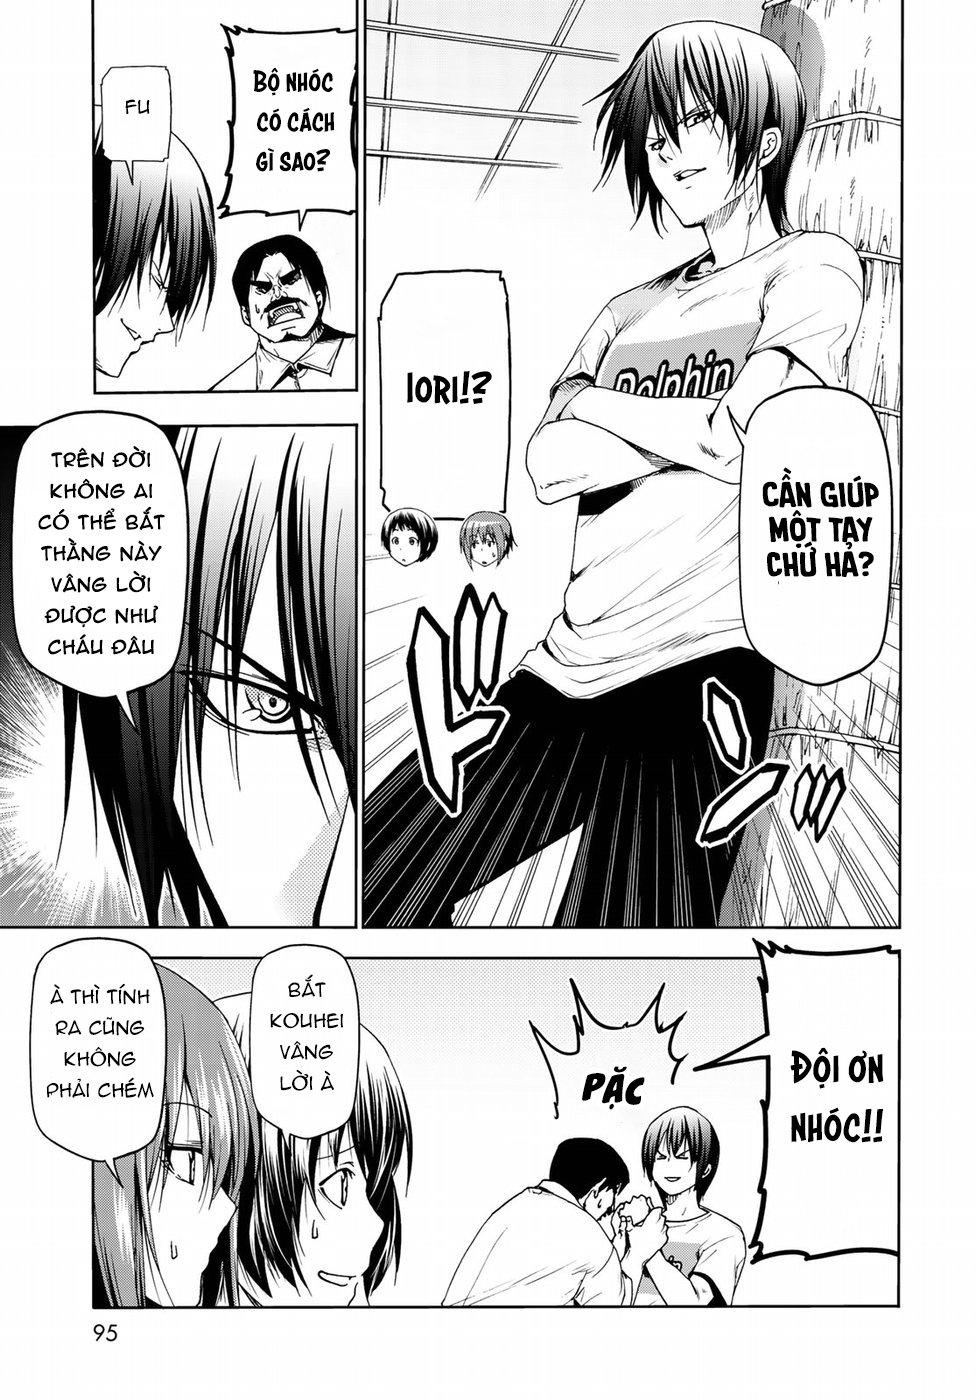 CẦN GIÚP
MỘT TAY
CHỨ HẢ?
Dolphin
IORI!?
BỘ NHÓC
CÓ CÁCH
GÌ SAO?
FU
TRÊN ĐỜI
KHÔNG AI
CÓ THỂ BẮT
THẰNG NÀY
VÂNG LỜI
ĐƯỢC NHƯ
CHÁU ĐÂU
ĐỘI ƠN
NHÓC!!
PẶC
BẮT
KOUHEI
VÂNG
LỜI À
À THÌ TÍNH
RA CŨNG
KHÔNG
PHẢI CHÉM
95